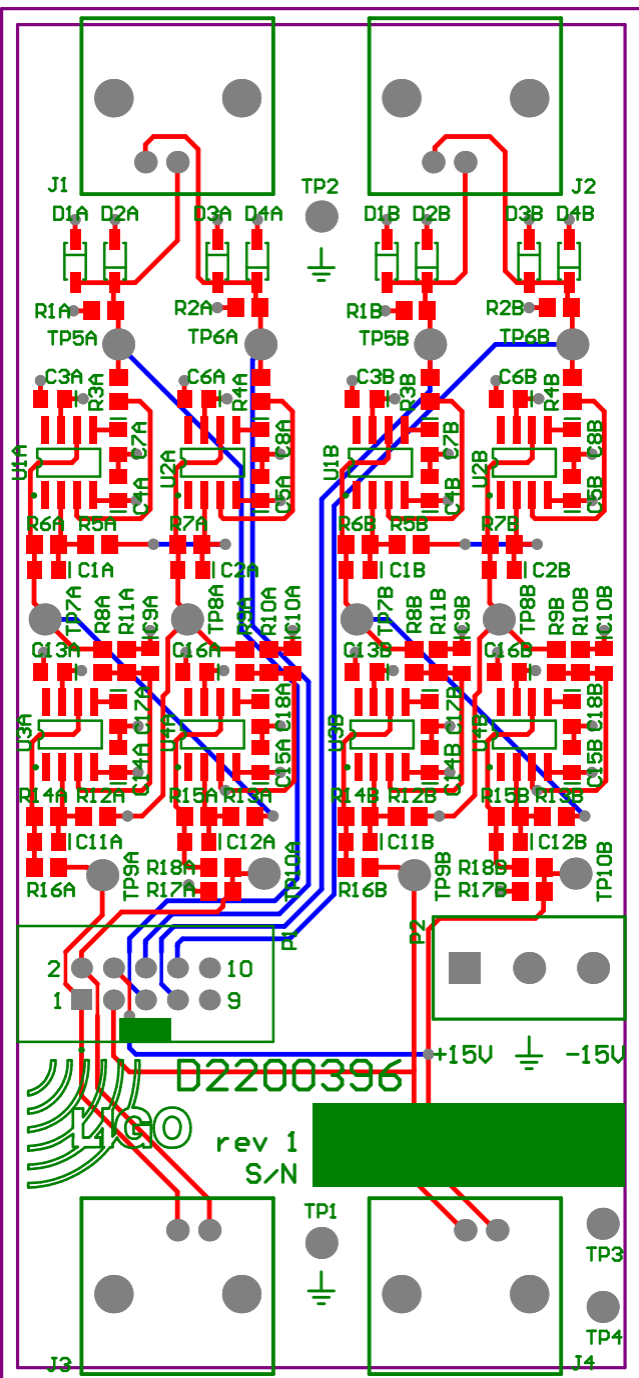 J1
TP2
J2
D1A D2A D3A D4A D1B D2B D3B D4B
R1A R2A R1B R2B
TP5A TP6A TP5B TP6B
C3A R3A C6A R4A C3B R3B C6B R4B
U1A C7A U2A C8A U1B C7B U2B C8B
C4A C5A C4B C5B
R6A R5A R7A R6B R5B R7B
C1A C2A C1B C2B
TP7A R8A R11A C9A TP8A R9A R10A C10A TP7B R8B R11B C9B TP8B R9B R10B C10B
C13A C16A C13B C16B
U3A C17A U4A C18A U3B C17B U4B C18B
C14A C15A C14B C15B
R14A R12A R15A R13A R14B R12B R15B R13B
C11A C12A C11B C12B
R16A TP9A R18A TP10A R16B TP9B R18B TP10B
R17A R17B
P1 P2
2 10
1 9
+15V -15V
D2200396
rev 1
S/N
TP1
TP3
TP4
J3 J4